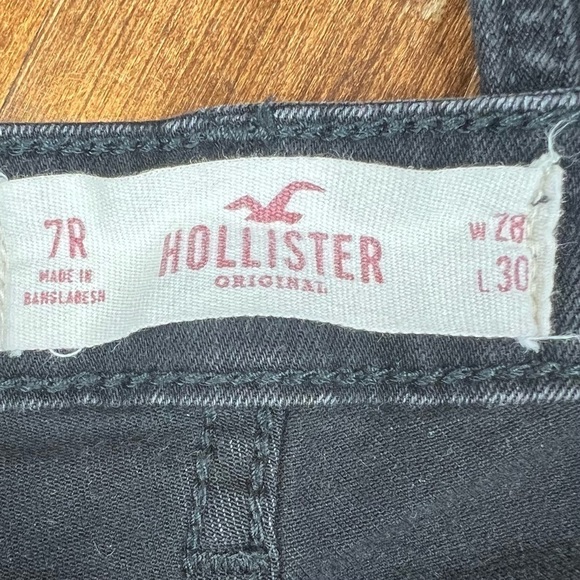 7R
MADE IN
BANGLADESH
HOLLISTER
ORIGINAL
W 28
L 30